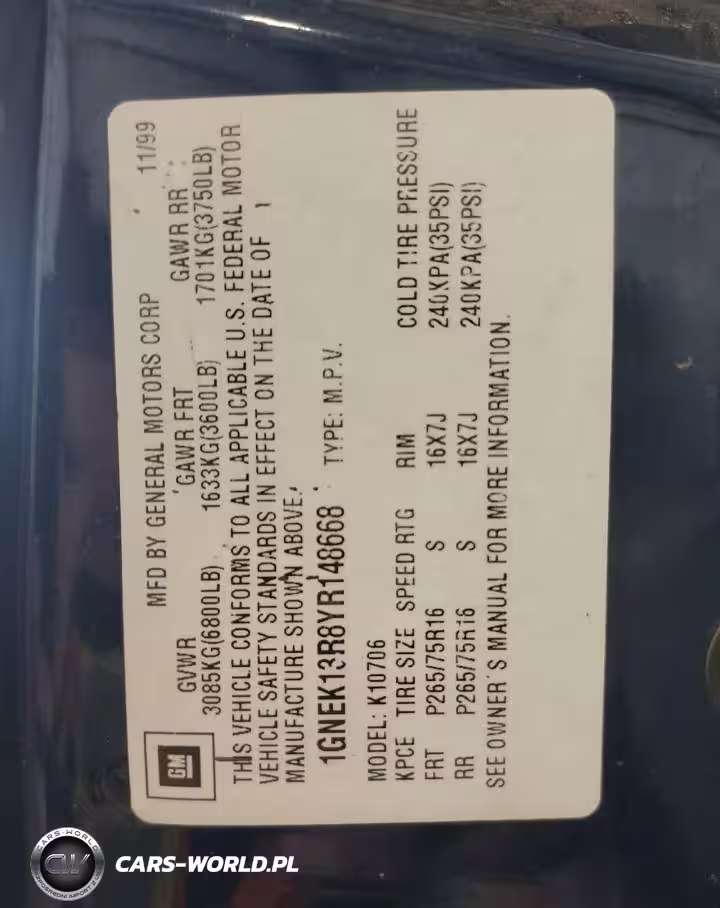 MFD BY GENERAL MOTORS CORP 11/99
GVWR GAWR FRT GAWR RR
3085KG(6800LB) 1633KG(3600LB) 1701KG(3750LB)
THIS VEHICLE CONFORMS TO ALL APPLICABLE U.S. FEDERAL MOTOR
VEHICLE SAFETY STANDARDS IN EFFECT ON THE DATE OF
MANUFACTURE SHOWN ABOVE.
1GNEK13R8YR148668 TYPE: M.P.V.
MODEL: K10706
KPCE TIRE SIZE SPEED RTG RIM COLD TIRE PRESSURE
FRT P265/75R16 S 16X7J 240KPA(35PSI)
RR P265/75R16 S 16X7J 240KPA(35PSI)
SEE OWNER'S MANUAL FOR MORE INFORMATION.
GM
CARS-WORLD
CW
CARS-WORLD.PL